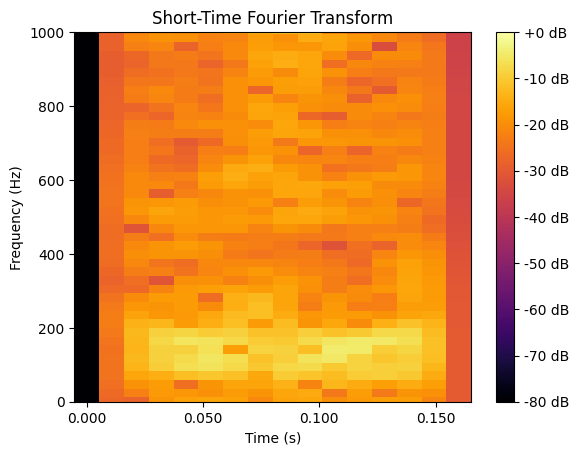 Short-Time Fourier Transform
1000
800
600
400
200
0
Frequency (Hz)
0.000
0.050
0.100
0.150
Time (s)
+0 dB
-10 dB
-20 dB
-30 dB
-40 dB
-50 dB
-60 dB
-70 dB
-80 dB